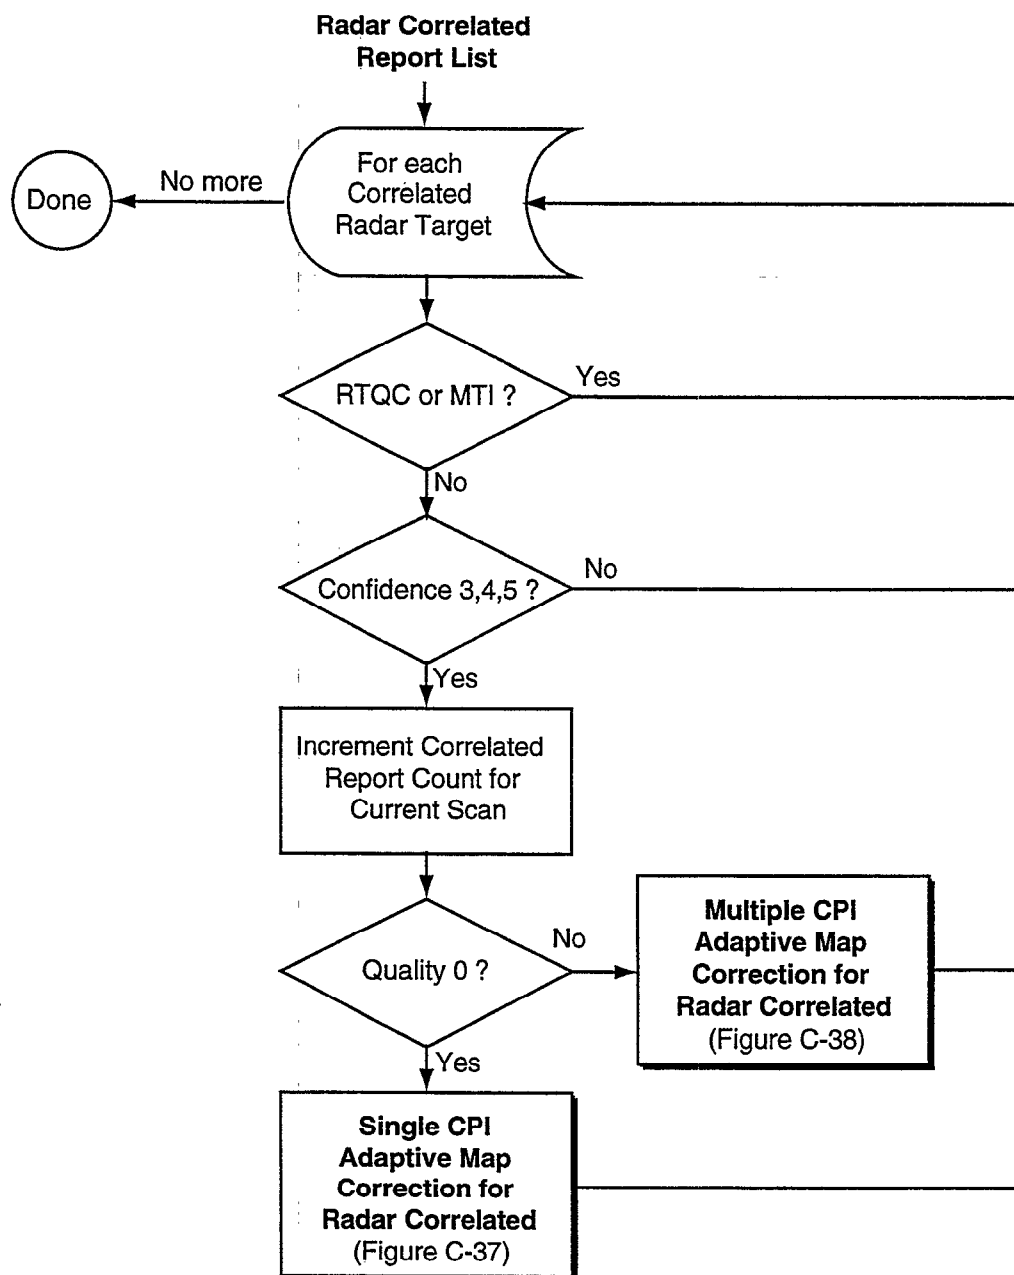 Radar Correlated
Report List
For each
Correlated
Radar Target
No more
Done
RTQC or MTI ?
Yes
No
Confidence 3,4,5 ?
No
Yes
Increment Correlated
Report Count for
Current Scan
Quality 0 ?
No
Multiple CPI
Adaptive Map
Correction for
Radar Correlated
(Figure C-38)
Yes
Single CPI
Adaptive Map
Correction for
Radar Correlated
(Figure C-37)